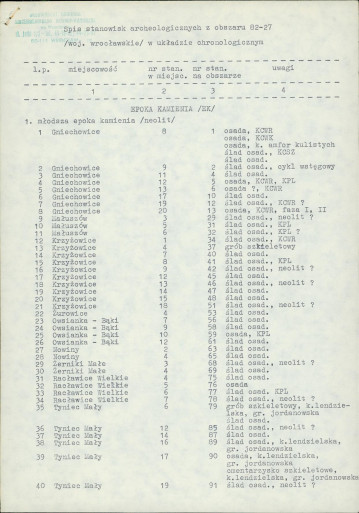 Spis stanowisk archeologicznych z obszaru 82-27
/woj. wrocławskie/ w układzie chronologicznym
l.p. miejscowość nr stan. nr stan. uwagi
w miejsc. na obszarze
1 2 3 4
EPOKA KAMIENIA /EK/
1. młodsza epoka kamienia /neolit/
1 Gniechowice 8 1 osada, KCWR
osada, KCWK
osada, k. amfor kulistych
ślad osad., KCSZ
ślad osad.
2 Gniechowice 9 2 ślad osad., cykl wstęgowy
3 Gniechowice 11 4 ślad osad.
4 Gniechowice 12 5 osada, KCWR, KPL
5 Gniechowice 13 6 osada ?, KCWR
6 Gniechowice 17 10 ślad osad.
7 Gniechowice 19 12 ślad osad., KCWR ?
8 Gniechowice 20 13 osada, KCWR, faza I, II
9 Małuszów 3 29 ślad osad., neolit ?
10 Małuszów 5 31 ślad osad., KPL
11 Małuszów 6 32 ślad osad., KPL ?
12 Krzyżowice 1 34 ślad osad., KCWR
13 Krzyżowice 4 37 grób szkieletowy
14 Krzyżowice 7 40 ślad osad.
15 Krzyżowice 8 41 ślad osad., KPL
16 Krzyżowice 9 42 ślad osad., neolit ?
17 Krzyżowice 12 45 ślad osad.
18 Krzyżowice 13 46 ślad osad., neolit ?
19 Krzyżowice 14 47 ślad osad.
20 Krzyżowice 15 48 ślad osad.
21 Krzyżowice 18 51 ślad osad., neolit ?
22 Żurowice 4 53 ślad osad.
23 Owsianka - Bąki 7 56 ślad osad.
24 Owsianka - Bąki 9 58 ślad osad.
25 Owsianka - Bąki 10 59 osada, neolit ?
26 Owsianka - Bąki 12 61 ślad osad.
27 Nowiny 2 63 ślad osad.
28 Nowiny 4 65 ślad osad.
29 Żerniki Małe 3 68 ślad osad., neolit ?
30 Żerniki Małe 4 69 ślad osad.
31 Racławice Wielkie 4 75 ślad osad.
32 Racławice Wielkie 5 76 osada
33 Racławice Wielkie 6 77 ślad osad., KPL
34 Racławice Wielkie 7 78 ślad osad., neolit ?
35 Tyniec Mały 6 79 grób szkieletowy, k.lendzie-
lska, gr. jordanowska
ślad osad.
36 Tyniec Mały 12 85 ślad osad., neolit ?
37 Tyniec Mały 14 87 ślad osad.
38 Tyniec Mały 16 89 ślad osad., k.lendzielska,
gr. jordanowska
39 Tyniec Mały 17 90 osada, k.lendzielska,
gr. jordanowska
cmentarzysko szkieletowe,
k.lendzielska, gr. jordanowska
40 Tyniec Mały 19 91 ślad osad., neolit ?